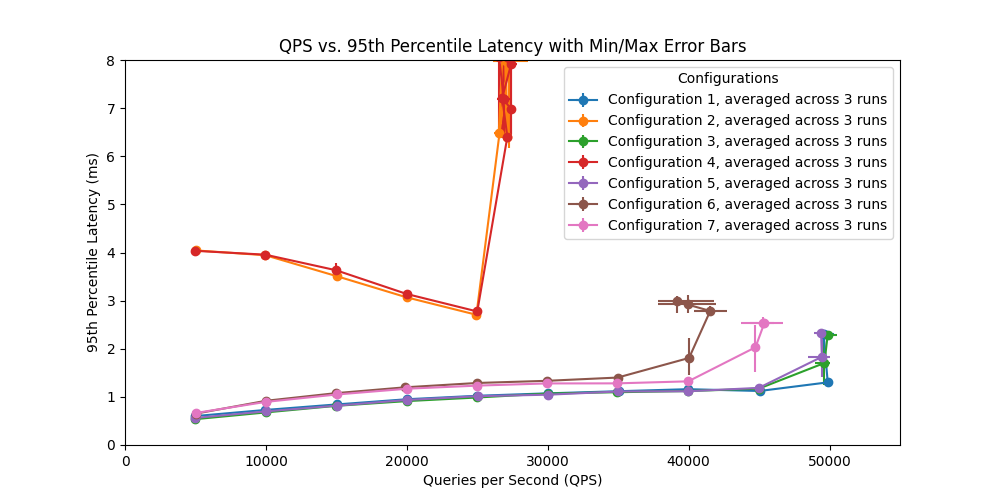 QPS vs. 95th Percentile Latency with Min/Max Error Bars
95th Percentile Latency (ms)
8
7
6
5
4
3
2
1
0
Configurations
Configuration 1, averaged across 3 runs
Configuration 2, averaged across 3 runs
Configuration 3, averaged across 3 runs
Configuration 4, averaged across 3 runs
Configuration 5, averaged across 3 runs
Configuration 6, averaged across 3 runs
Configuration 7, averaged across 3 runs
0 10000 20000 30000 40000 50000
Queries per Second (QPS)